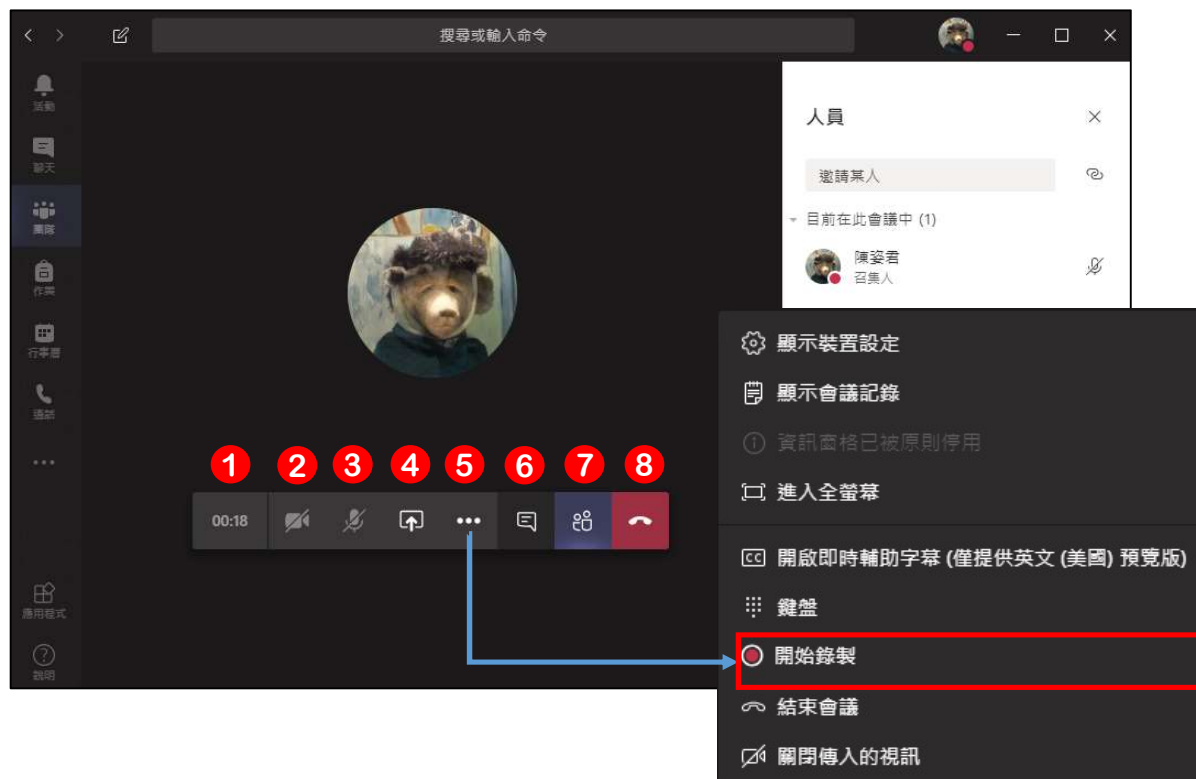 搜尋或輸入命令
活動
聊天
團隊
作業
行事曆
通話
應用程式
說明
人員
邀請某人
目前在此會議中 (1)
陳姿君
召集人
1 2 3 4 5 6 7 8
00:18
顯示裝置設定
顯示會議記錄
資訊窗格已被原則停用
進入全螢幕
CC 開啟即時輔助字幕 (僅提供英文 (美國) 預覽版)
鍵盤
開始錄製
結束會議
關閉傳入的視訊